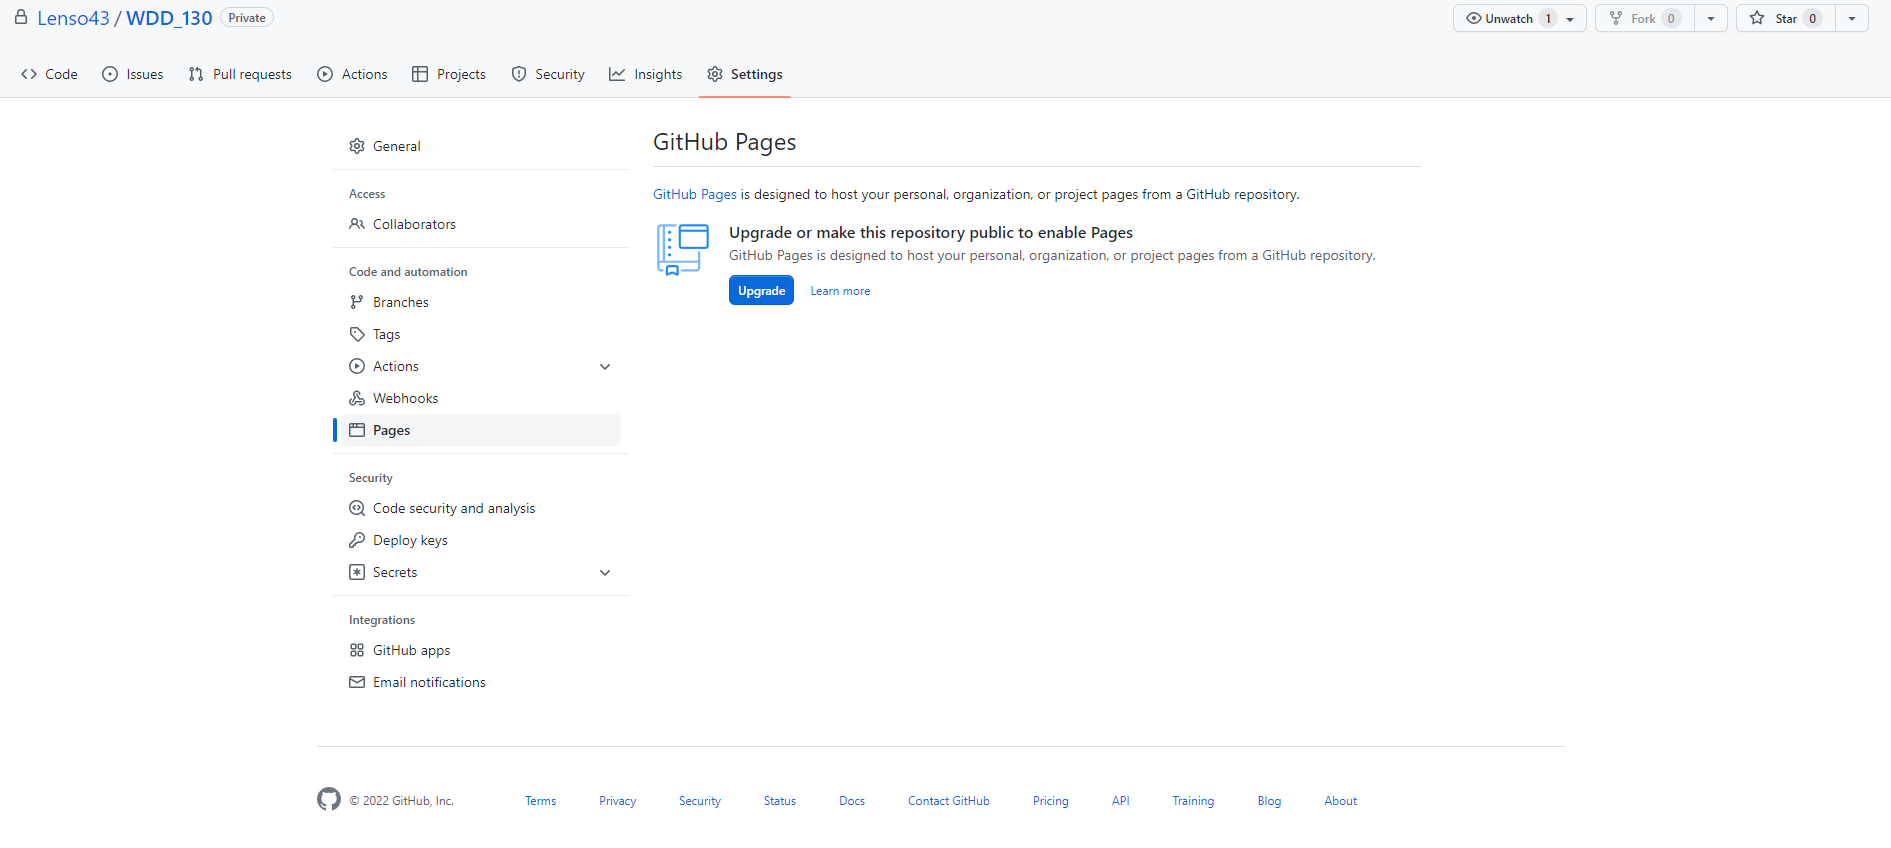 Lenso43 / WDD_130 Private
Unwatch 1 Fork 0 Star 0
Code Issues Pull requests Actions Projects Security Insights Settings
General
Access
Collaborators
Code and automation
Branches
Tags
Actions
Webhooks
Pages
Security
Code security and analysis
Deploy keys
Secrets
Integrations
GitHub apps
Email notifications
GitHub Pages
GitHub Pages is designed to host your personal, organization, or project pages from a GitHub repository.
Upgrade or make this repository public to enable Pages
GitHub Pages is designed to host your personal, organization, or project pages from a GitHub repository.
Upgrade Learn more
© 2022 GitHub, Inc. Terms Privacy Security Status Docs Contact GitHub Pricing API Training Blog About